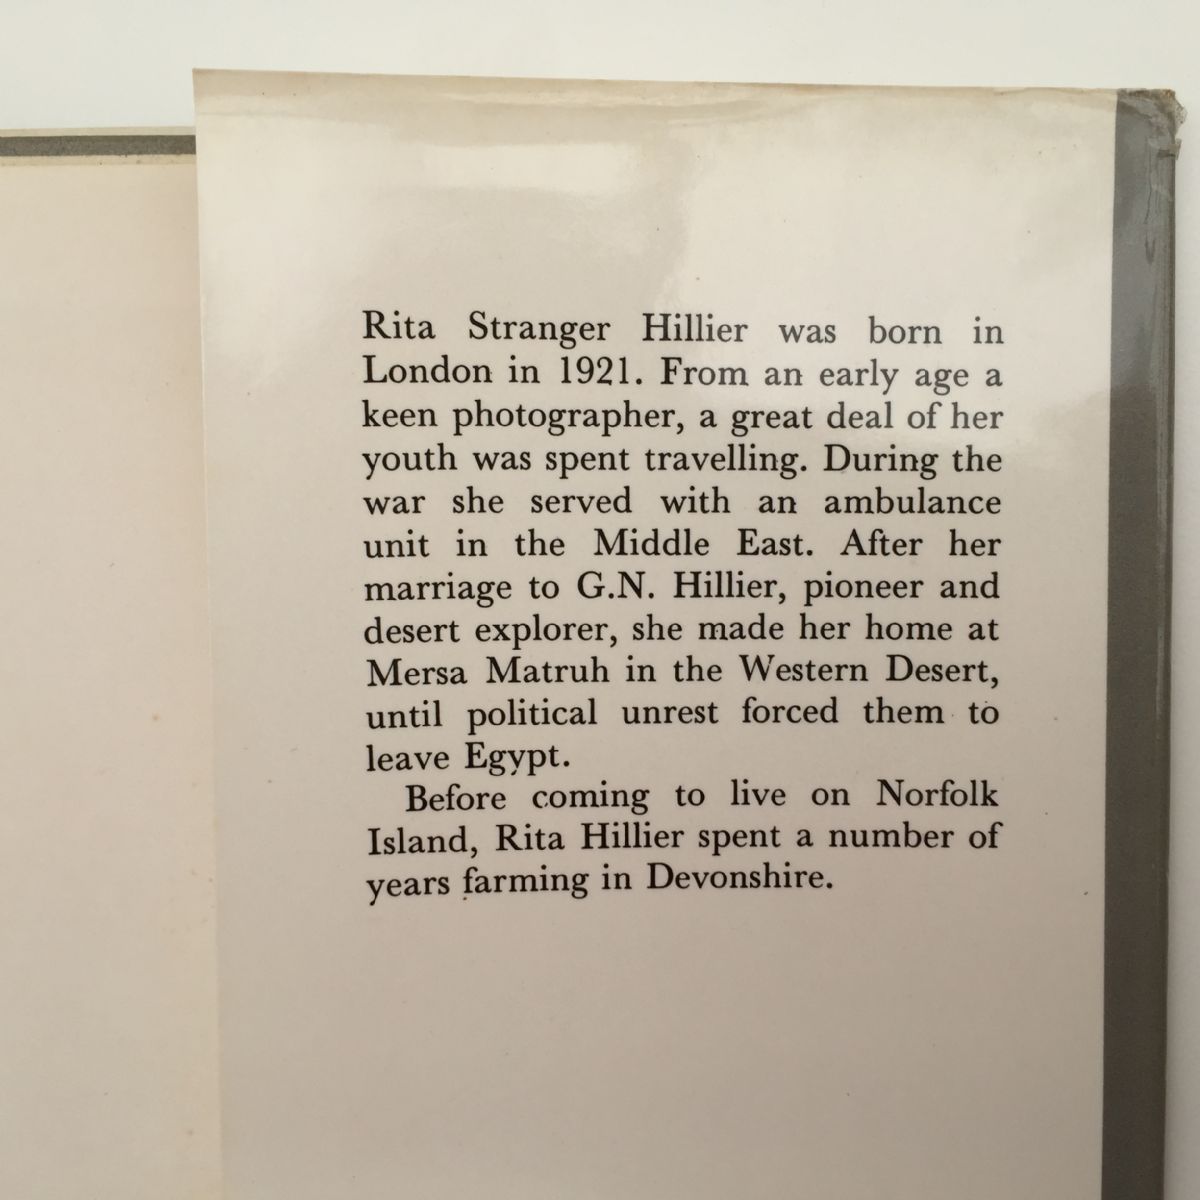 Rita Stranger Hillier was born in
London in 1921. From an early age a
keen photographer, a great deal of her
youth was spent travelling. During the
war she served with an ambulance
unit in the Middle East. After her
marriage to G.N. Hillier, pioneer and
desert explorer, she made her home at
Mersa Matruh in the Western Desert,
until political unrest forced them to
leave Egypt.
Before coming to live on Norfolk
Island, Rita Hillier spent a number of
years farming in Devonshire.